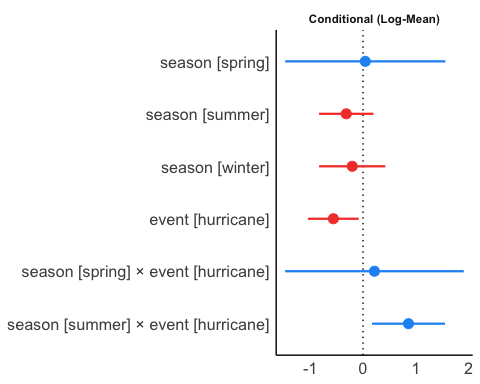 Conditional (Log-Mean)
season [spring]
season [summer]
season [winter]
event [hurricane]
season [spring] × event [hurricane]
season [summer] × event [hurricane]
-1 0 1 2